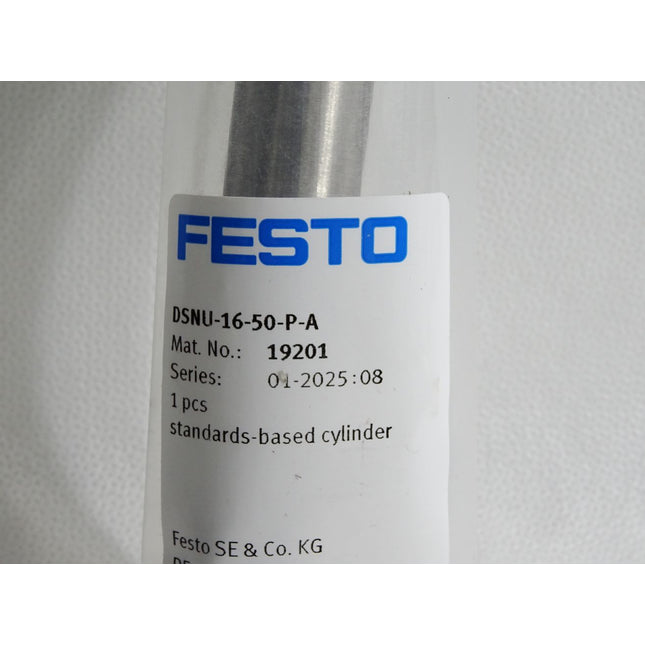 FESTO
DSNU-16-50-P-A
Mat. No.: 19201
Series: 01-2025:08
1 pcs
standards-based cylinder
Festo SE & Co. KG